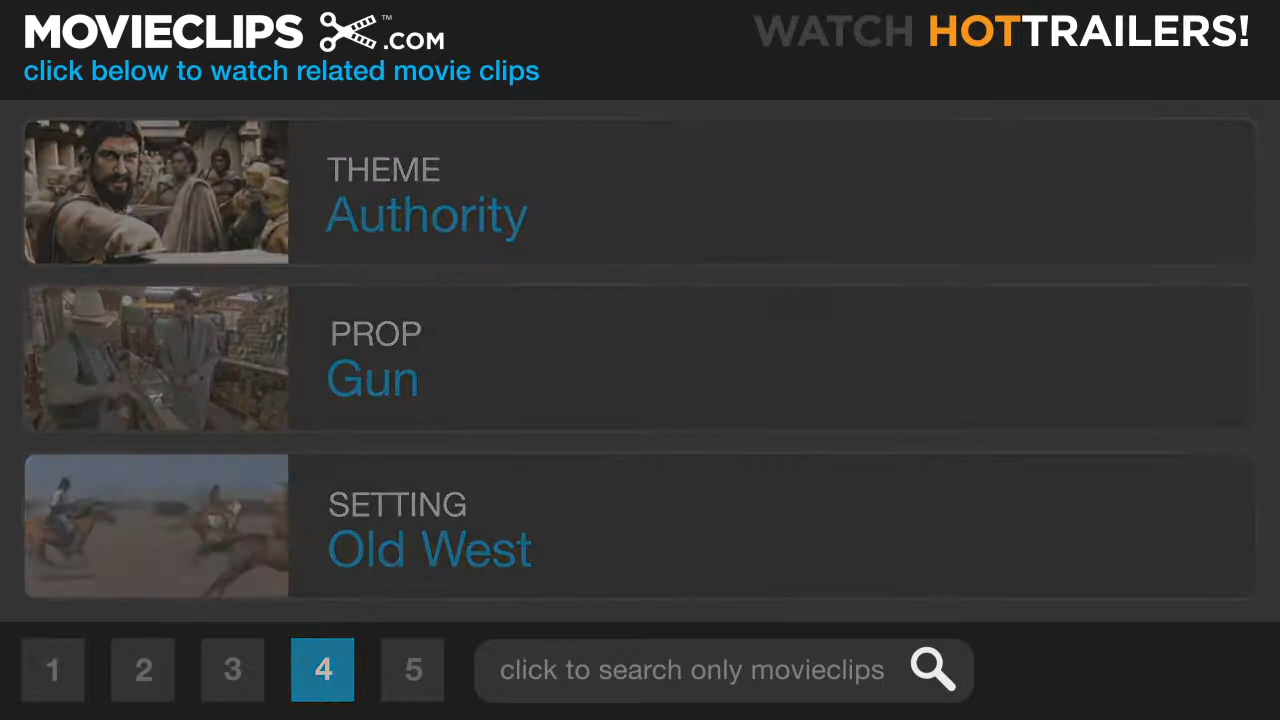 MOVIECLIPS ™ .COM
WATCH HOTTRAILERS!
click below to watch related movie clips
THEME
Authority
PROP
Gun
SETTING
Old West
1 2 3 4 5 click to search only movieclips